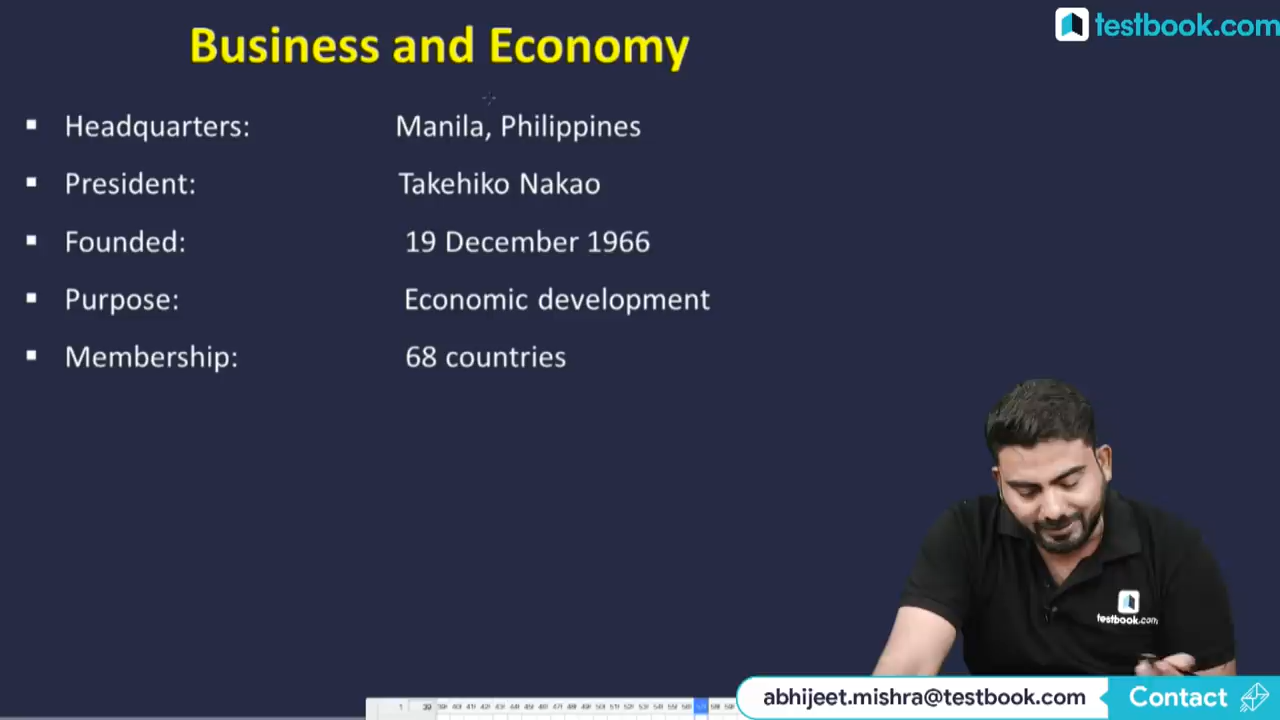 testbook.com
Business and Economy
Headquarters: Manila, Philippines
President: Takehiko Nakao
Founded: 19 December 1966
Purpose: Economic development
Membership: 68 countries
testbook.com
abhijeet.mishra@testbook.com Contact